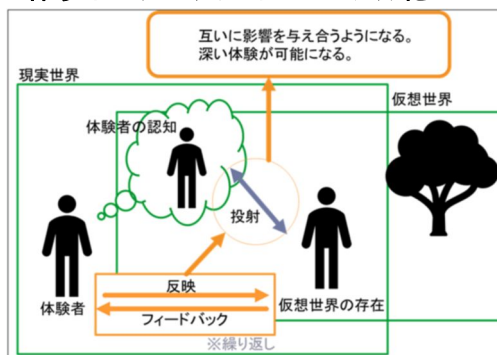 互いに影響を与え合うようになる。
深い体験が可能になる。
現実世界
仮想世界
体験者の認知
投射
反映
体験者
仮想世界の存在
フィードバック
※繰り返し